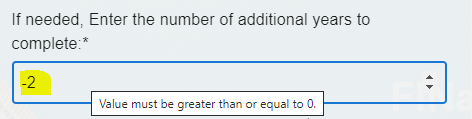 If needed, Enter the number of additional years to
complete:*
-2
Value must be greater than or equal to 0.